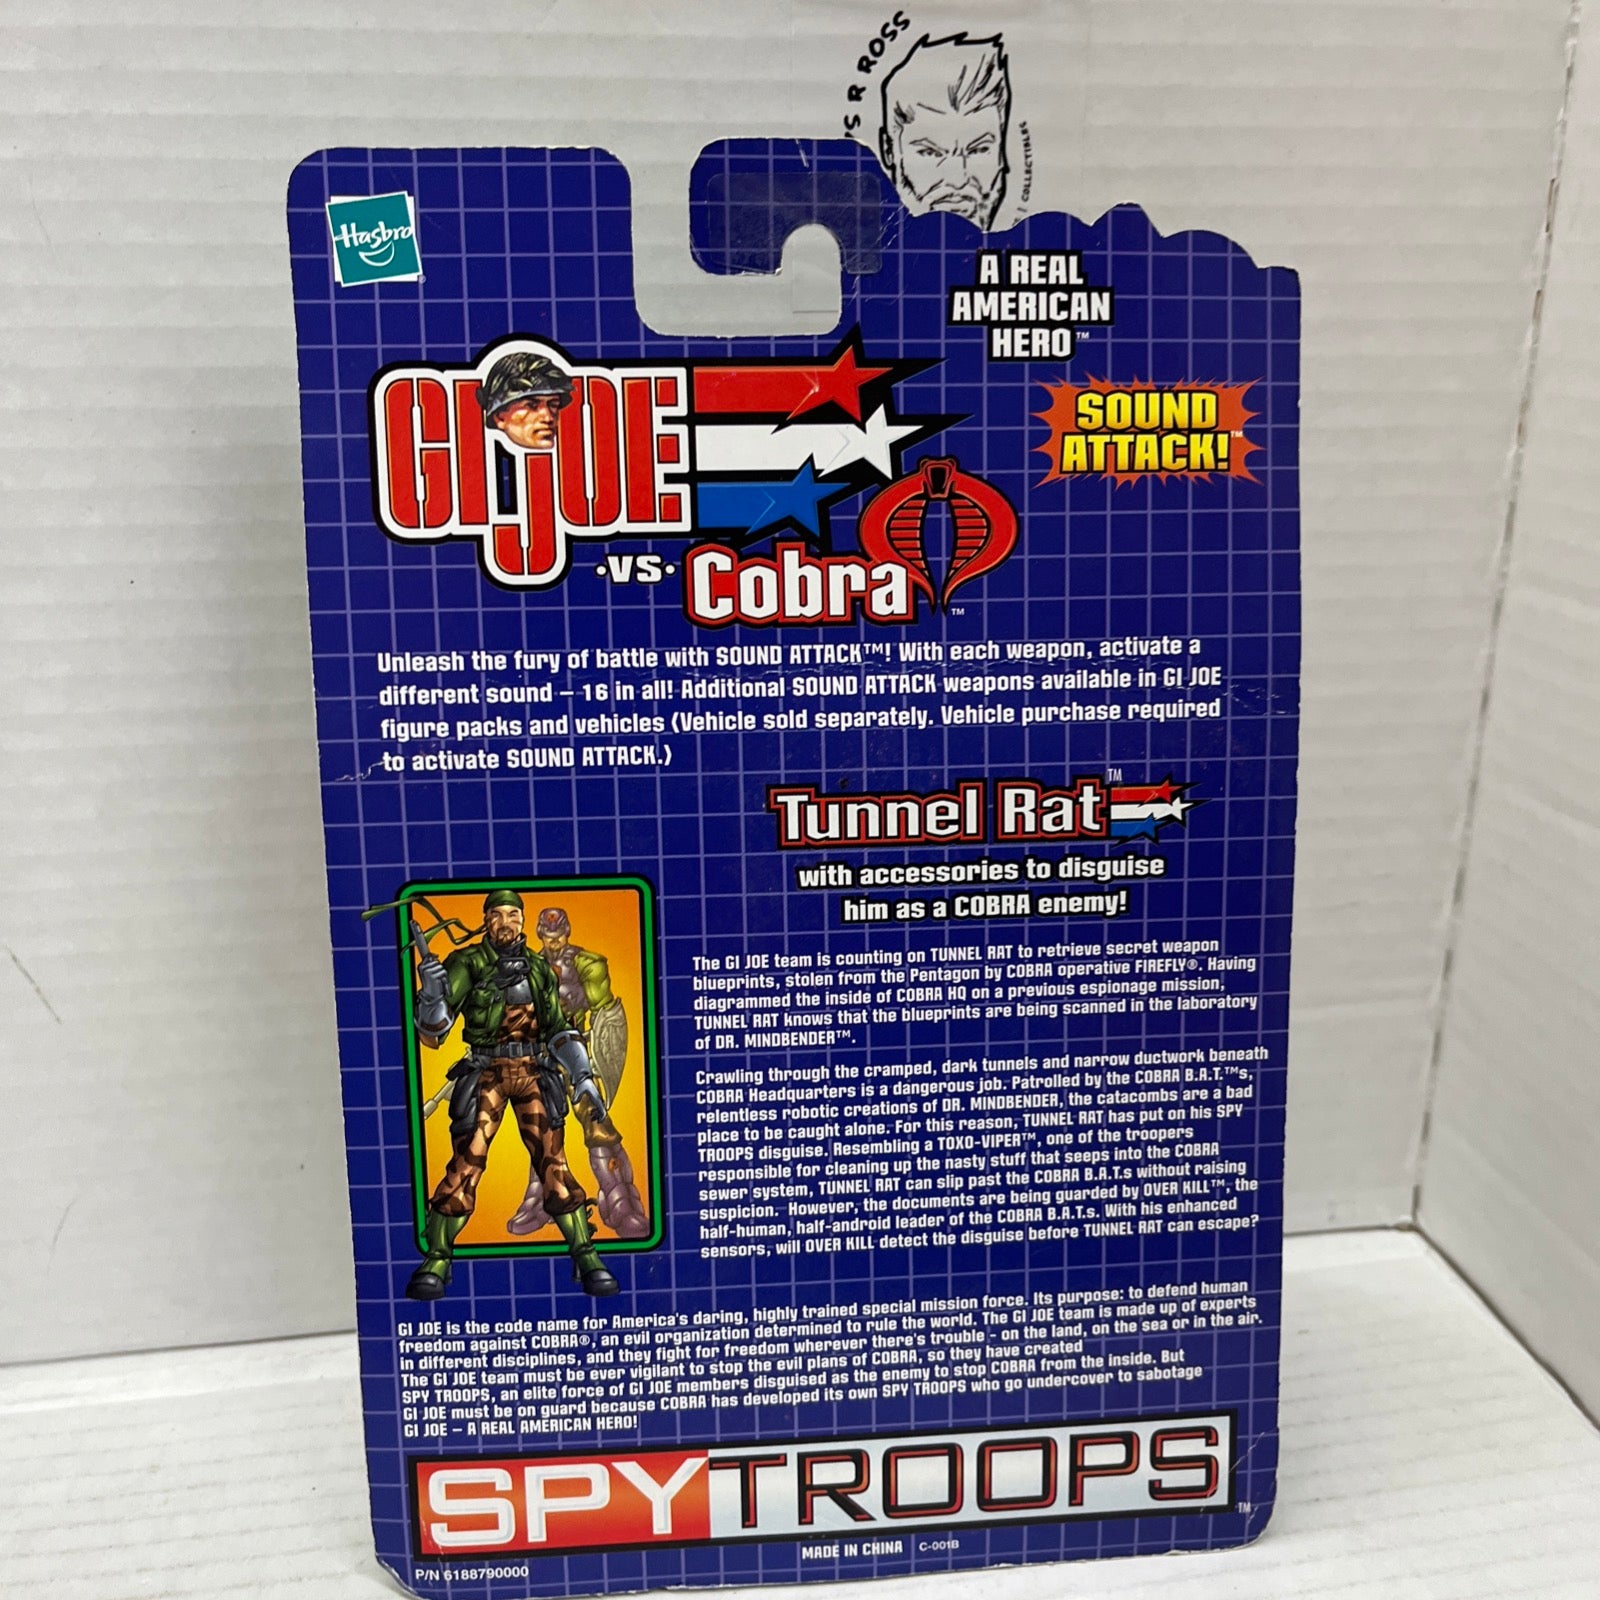 R ROSS
COLLECTIBLES
Hasbro
®
A REAL
AMERICAN
HERO™
GI JOE
SOUND
ATTACK!™
•VS• Cobra
™
Unleash the fury of battle with SOUND ATTACK™! With each weapon, activate a
different sound – 16 in all! Additional SOUND ATTACK weapons available in GI JOE
figure packs and vehicles (Vehicle sold separately. Vehicle purchase required
to activate SOUND ATTACK.)
Tunnel Rat™
with accessories to disguise
him as a COBRA enemy!
The GI JOE team is counting on TUNNEL RAT to retrieve secret weapon
blueprints, stolen from the Pentagon by COBRA operative FIREFLY®. Having
diagrammed the inside of COBRA HQ on a previous espionage mission,
TUNNEL RAT knows that the blueprints are being scanned in the laboratory
of DR. MINDBENDER™.
Crawling through the cramped, dark tunnels and narrow ductwork beneath
COBRA Headquarters is a dangerous job. Patrolled by the COBRA B.A.T.™s,
relentless robotic creations of DR. MINDBENDER, the catacombs are a bad
place to be caught alone. For this reason, TUNNEL RAT has put on his SPY
TROOPS disguise. Resembling a TOXO-VIPER™, one of the troopers
responsible for cleaning up the nasty stuff that seeps into the COBRA
sewer system, TUNNEL RAT can slip past the COBRA B.A.T.s without raising
suspicion. However, the documents are being guarded by OVER KILL™, the
half-human, half-android leader of the COBRA B.A.T.s. With his enhanced
sensors, will OVER KILL detect the disguise before TUNNEL RAT can escape?
GI JOE is the code name for America's daring, highly trained special mission force. Its purpose: to defend human
freedom against COBRA®, an evil organization determined to rule the world. The GI JOE team is made up of experts
in different disciplines, and they fight for freedom wherever there's trouble - on the land, on the sea or in the air.
The GI JOE team must be ever vigilant to stop the evil plans of COBRA, so they have created
SPY TROOPS, an elite force of GI JOE members disguised as the enemy to stop COBRA from the inside. But
GI JOE must be on guard because COBRA has developed its own SPY TROOPS who go undercover to sabotage
GI JOE – A REAL AMERICAN HERO!
SPYTROOPS™
MADE IN CHINA C-001B
P/N 6188790000